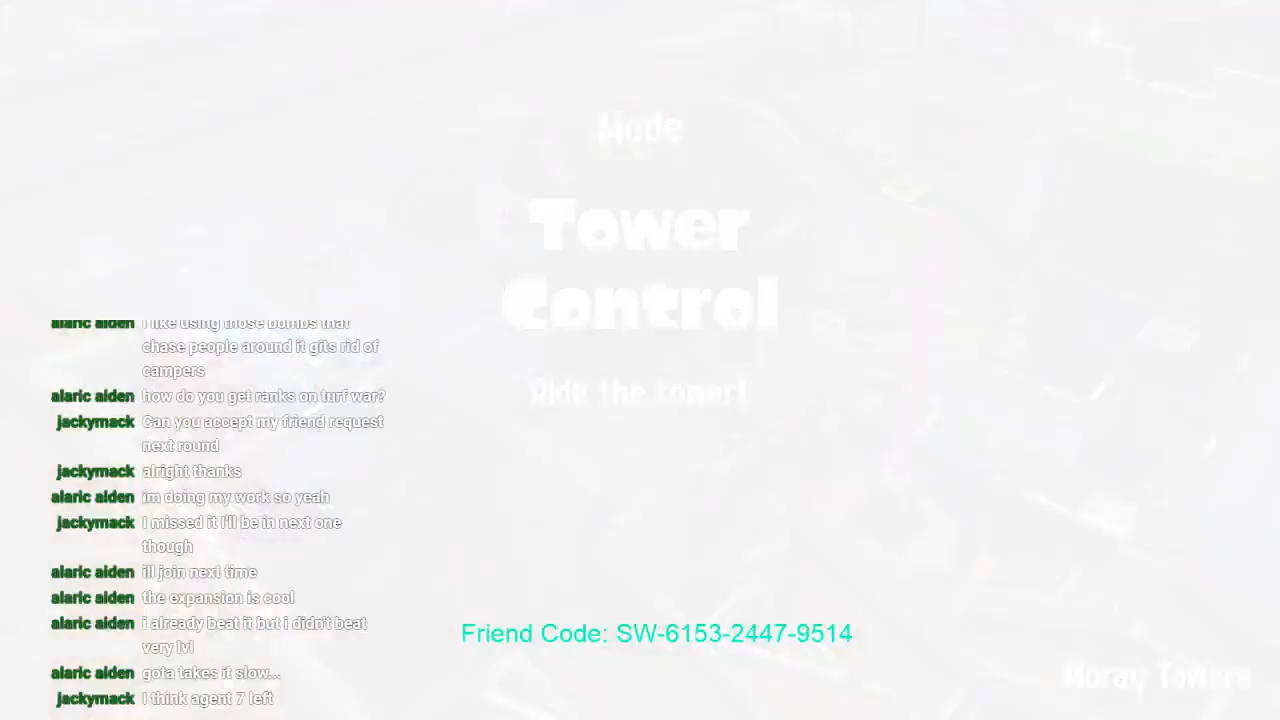 Mode
Tower
Control
Ride the tower!
alaric aiden I like using those bombs that
chase people around it gits rid of
campers
alaric aiden how do you get ranks on turf war?
jackymack Can you accept my friend request
next round
jackymack alright thanks
alaric aiden im doing my work so yeah
jackymack I missed it I'll be in next one
though
alaric aiden ill join next time
alaric aiden the expansion is cool
alaric aiden i already beat it but i didn't beat
very lvl
alaric aiden gota takes it slow...
jackymack I think agent 7 left
Friend Code: SW-6153-2447-9514
Moray Towers